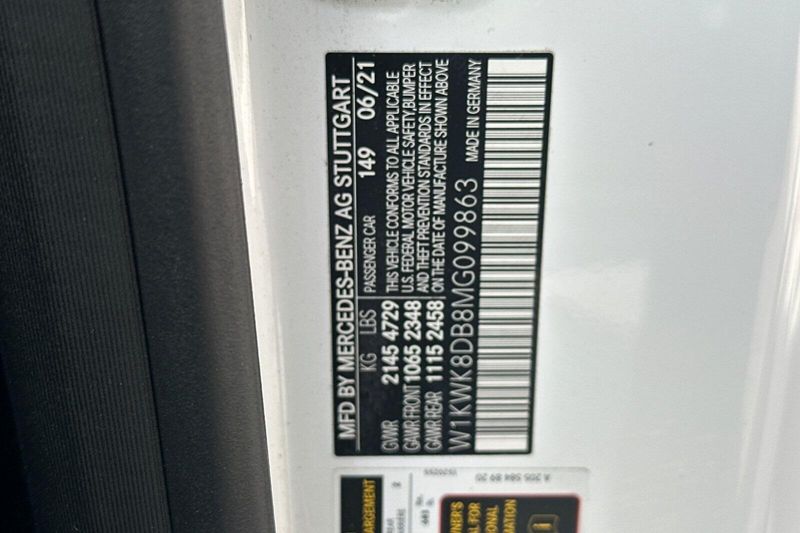 MFD BY MERCEDES-BENZ AG STUTTGART
KG LBS PASSENGER CAR 149 06/21
GVWR 2145 4729 THIS VEHICLE CONFORMS TO ALL APPLICABLE
GAWR FRONT 1065 2348 U.S. FEDERAL MOTOR VEHICLE SAFETY, BUMPER
AND THEFT PREVENTION STANDARDS IN EFFECT
GAWR REAR 1115 2458 ON THE DATE OF MANUFACTURE SHOWN ABOVE
W1KWK8DB8MG099863 MADE IN GERMANY
A 205 584 89 20